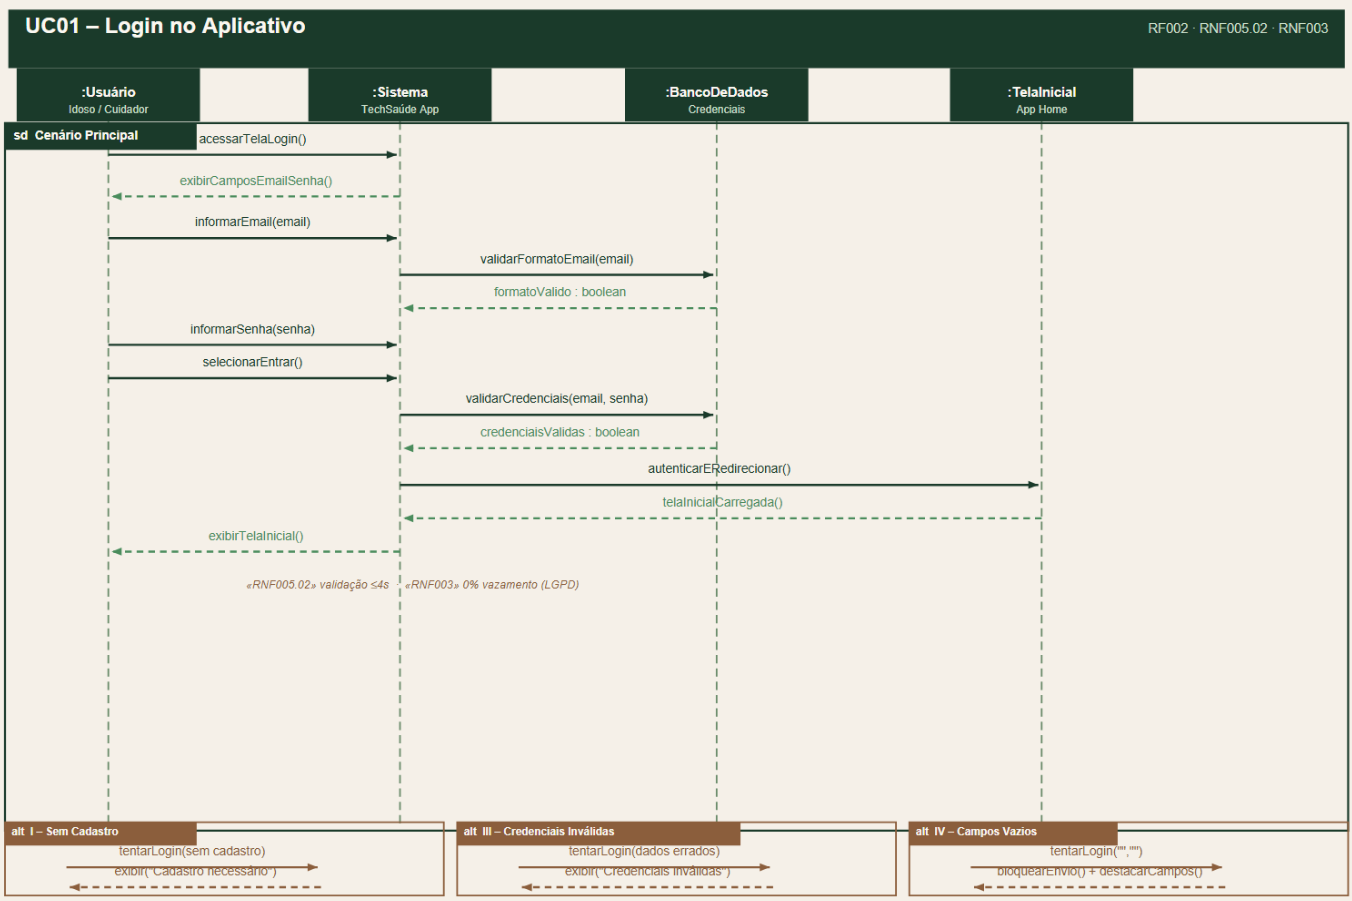 UC01 – Login no Aplicativo
RF002 · RNF005.02 · RNF003
:Usuário
Idoso / Cuidador
:Sistema
TechSaúde App
:BancoDeDados
Credenciais
:TelaInicial
App Home
sd Cenário Principal
acessarTelaLogin()
exibirCamposEmailSenha()
informarEmail(email)
validarFormatoEmail(email)
formatoValido : boolean
informarSenha(senha)
selecionarEntrar()
validarCredenciais(email, senha)
credenciaisValidas : boolean
autenticarERedirecionar()
telaInicialCarregada()
exibirTelaInicial()
«RNF005.02» validação ≤4s · «RNF003» 0% vazamento (LGPD)
alt I – Sem Cadastro
tentarLogin(sem cadastro)
exibir("Cadastro necessário")
alt III – Credenciais Inválidas
tentarLogin(dados errados)
exibir("Credenciais inválidas")
alt IV – Campos Vazios
tentarLogin("","")
bloquearEnvio() + destacarCampos()